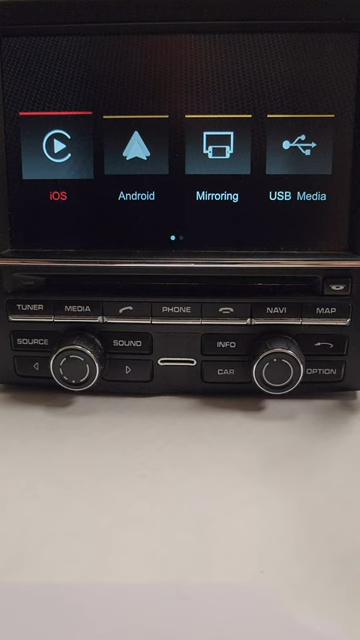 iOS Android Mirroring USB Media
TUNER MEDIA PHONE NAVI MAP
SOURCE SOUND INFO
CAR OPTION